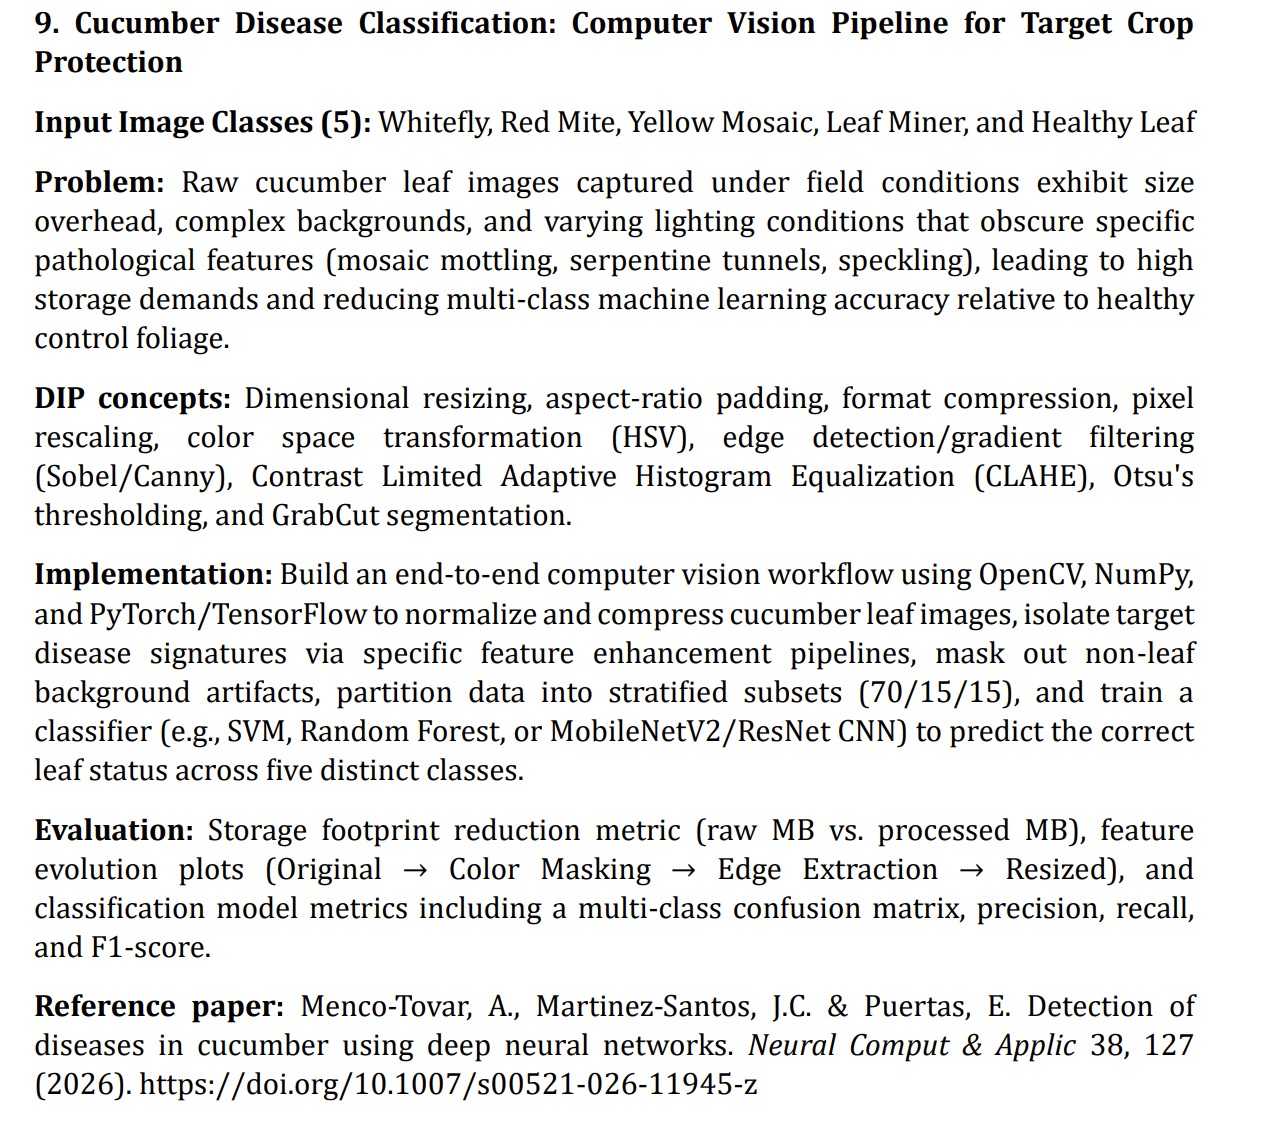 9. Cucumber Disease Classification: Computer Vision Pipeline for Target Crop
Protection
Input Image Classes (5): Whitefly, Red Mite, Yellow Mosaic, Leaf Miner, and Healthy Leaf
Problem: Raw cucumber leaf images captured under field conditions exhibit size
overhead, complex backgrounds, and varying lighting conditions that obscure specific
pathological features (mosaic mottling, serpentine tunnels, speckling), leading to high
storage demands and reducing multi-class machine learning accuracy relative to healthy
control foliage.
DIP concepts: Dimensional resizing, aspect-ratio padding, format compression, pixel
rescaling, color space transformation (HSV), edge detection/gradient filtering
(Sobel/Canny), Contrast Limited Adaptive Histogram Equalization (CLAHE), Otsu's
thresholding, and GrabCut segmentation.
Implementation: Build an end-to-end computer vision workflow using OpenCV, NumPy,
and PyTorch/TensorFlow to normalize and compress cucumber leaf images, isolate target
disease signatures via specific feature enhancement pipelines, mask out non-leaf
background artifacts, partition data into stratified subsets (70/15/15), and train a
classifier (e.g., SVM, Random Forest, or MobileNetV2/ResNet CNN) to predict the correct
leaf status across five distinct classes.
Evaluation: Storage footprint reduction metric (raw MB vs. processed MB), feature
evolution plots (Original → Color Masking → Edge Extraction → Resized), and
classification model metrics including a multi-class confusion matrix, precision, recall,
and F1-score.
Reference paper: Menco-Tovar, A., Martinez-Santos, J.C. & Puertas, E. Detection of
diseases in cucumber using deep neural networks. Neural Comput & Applic 38, 127
(2026). https://doi.org/10.1007/s00521-026-11945-z